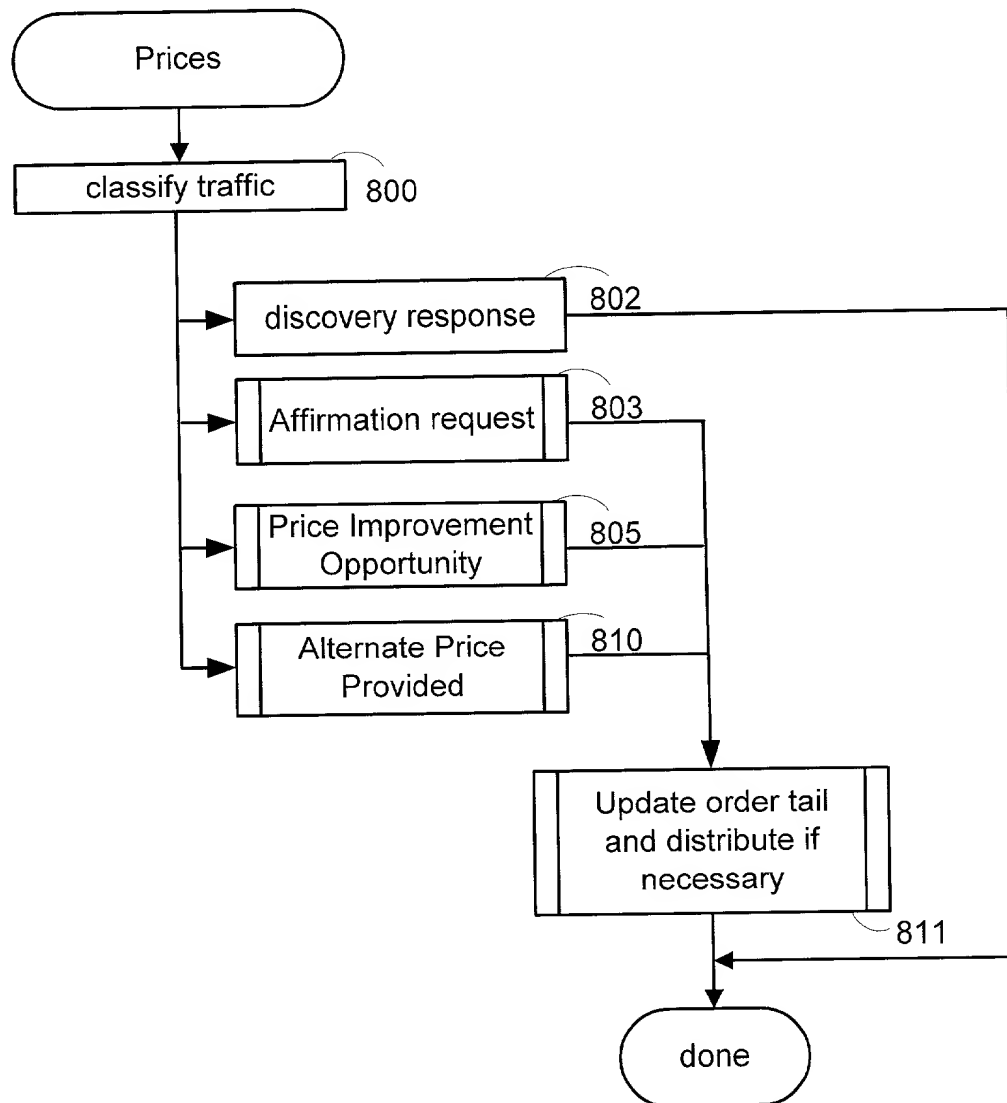 Prices
classify traffic
800
discovery response
802
Affirmation request
803
Price Improvement
Opportunity
805
Alternate Price
Provided
810
Update order tail
and distribute if
necessary
811
done